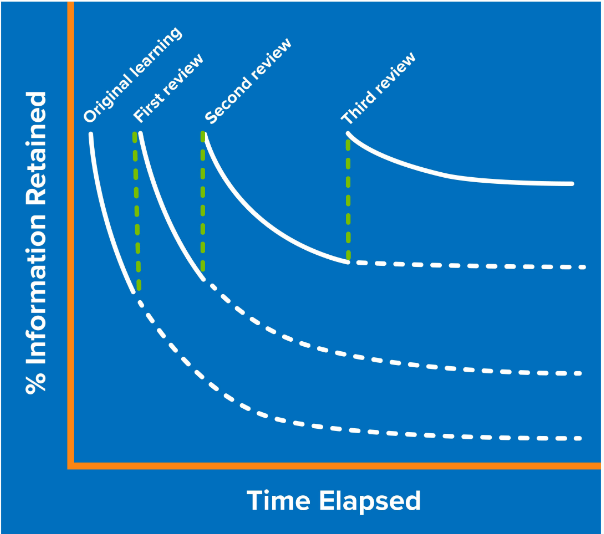 Original learning
First review
Second review
Third review
% Information Retained
Time Elapsed